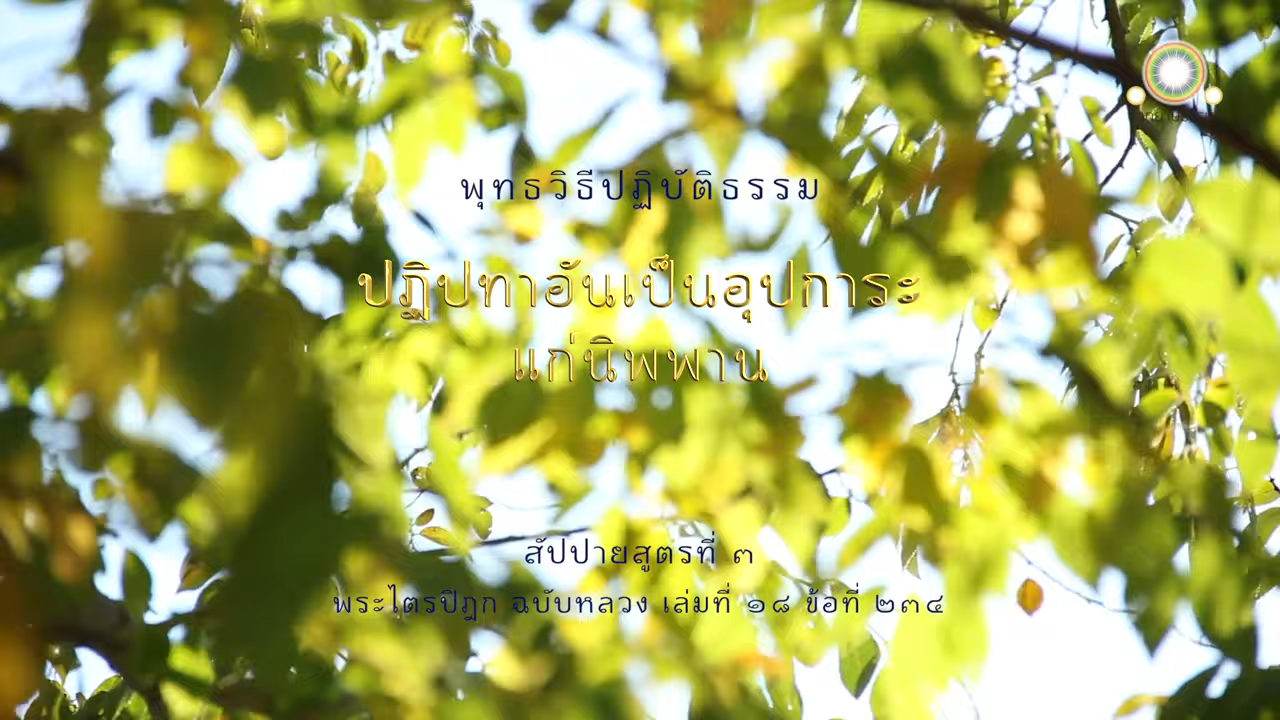 พุทธวิธีปฏิบัติธรรม
ปฏิปทาอันเป็นอุปการะ
แก่นิพพาน
สัปปายสูตรที่ ๓
พระไตรปิฎก ฉบับหลวง เล่มที่ ๑๘ ข้อที่ ๒๓๔